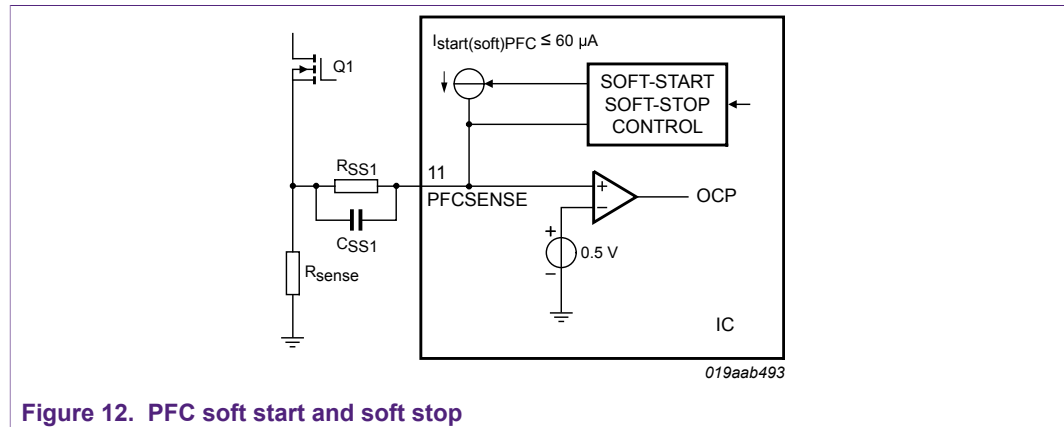 Istart(soft)PFC ≤ 60 µA
Q1
SOFT-START
SOFT-STOP
CONTROL
RSS1
11
PFCSENSE
CSS1
+
−
OCP
+
0.5 V
−
Rsense
IC
019aab493
Figure 12. PFC soft start and soft stop